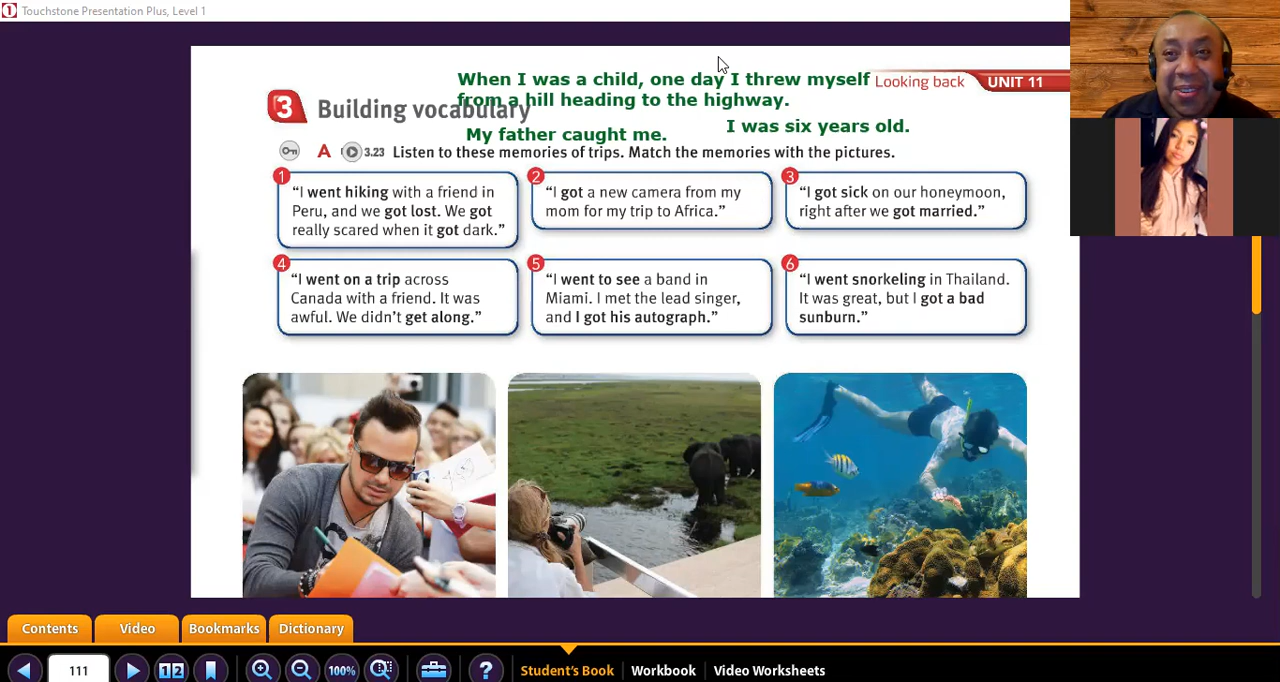 Touchstone Presentation Plus, Level 1
When I was a child, one day I threw myself
from a hill heading to the highway.
My father caught me.
I was six years old.
Looking back UNIT 11
3 Building vocabulary
A 3.23 Listen to these memories of trips. Match the memories with the pictures.
1
“I went hiking with a friend in
Peru, and we got lost. We got
really scared when it got dark.”
2
“I got a new camera from my
mom for my trip to Africa.”
3
“I got sick on our honeymoon,
right after we got married.”
4
“I went on a trip across
Canada with a friend. It was
awful. We didn’t get along.”
5
“I went to see a band in
Miami. I met the lead singer,
and I got his autograph.”
6
“I went snorkeling in Thailand.
It was great, but I got a bad
sunburn.”
Contents Video Bookmarks Dictionary
111 1 2 100% ? Student's Book Workbook Video Worksheets